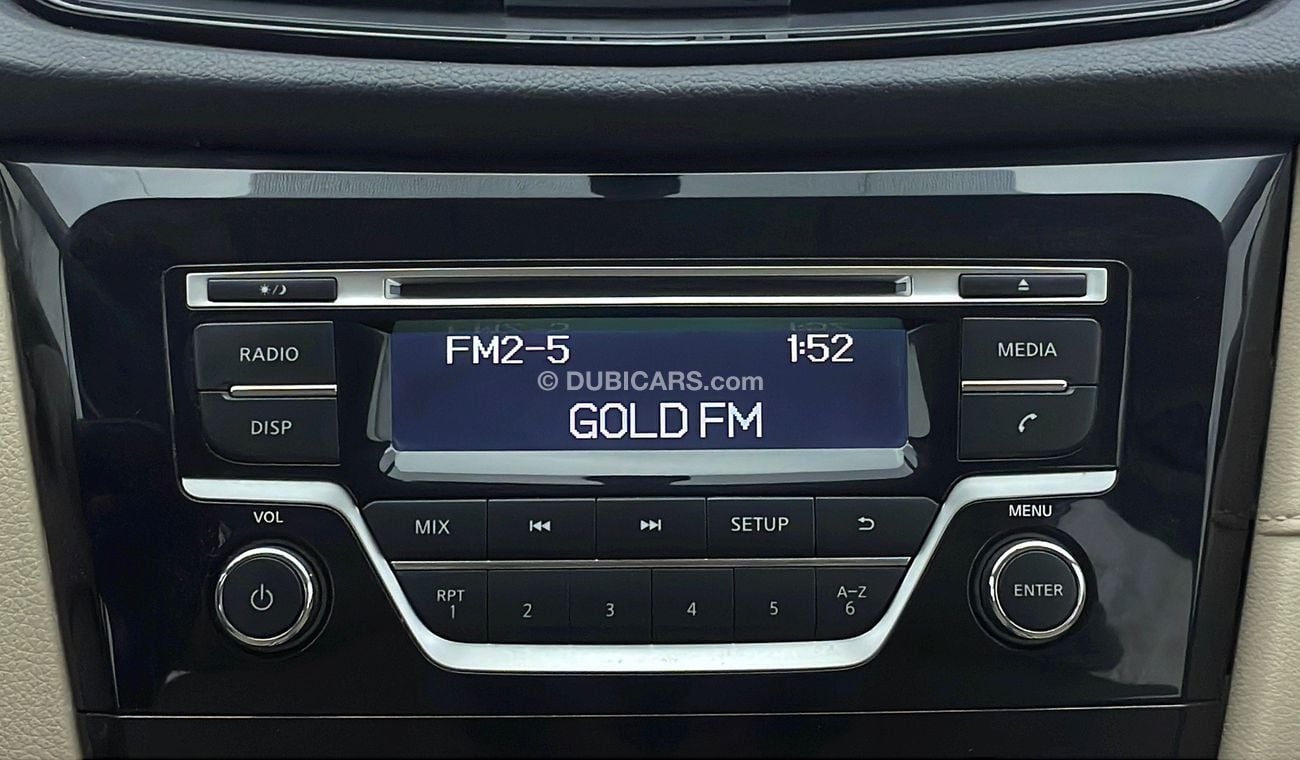 RADIO
DISP
FM2-5 1:52
© DUBICARS.com
GOLD FM
MEDIA
VOL
MIX
SETUP
MENU
RPT
1
2
3
4
5
A-Z
6
ENTER